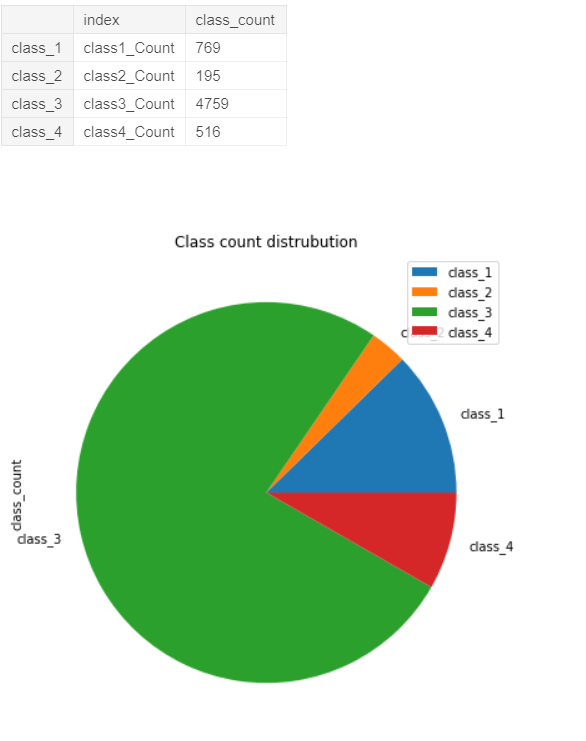 index class_count
class_1 class1_Count 769
class_2 class2_Count 195
class_3 class3_Count 4759
class_4 class4_Count 516
Class count distrubution
class_1
class_2
class_3
class_4
class_2
class_1
class_count
class_3
class_4